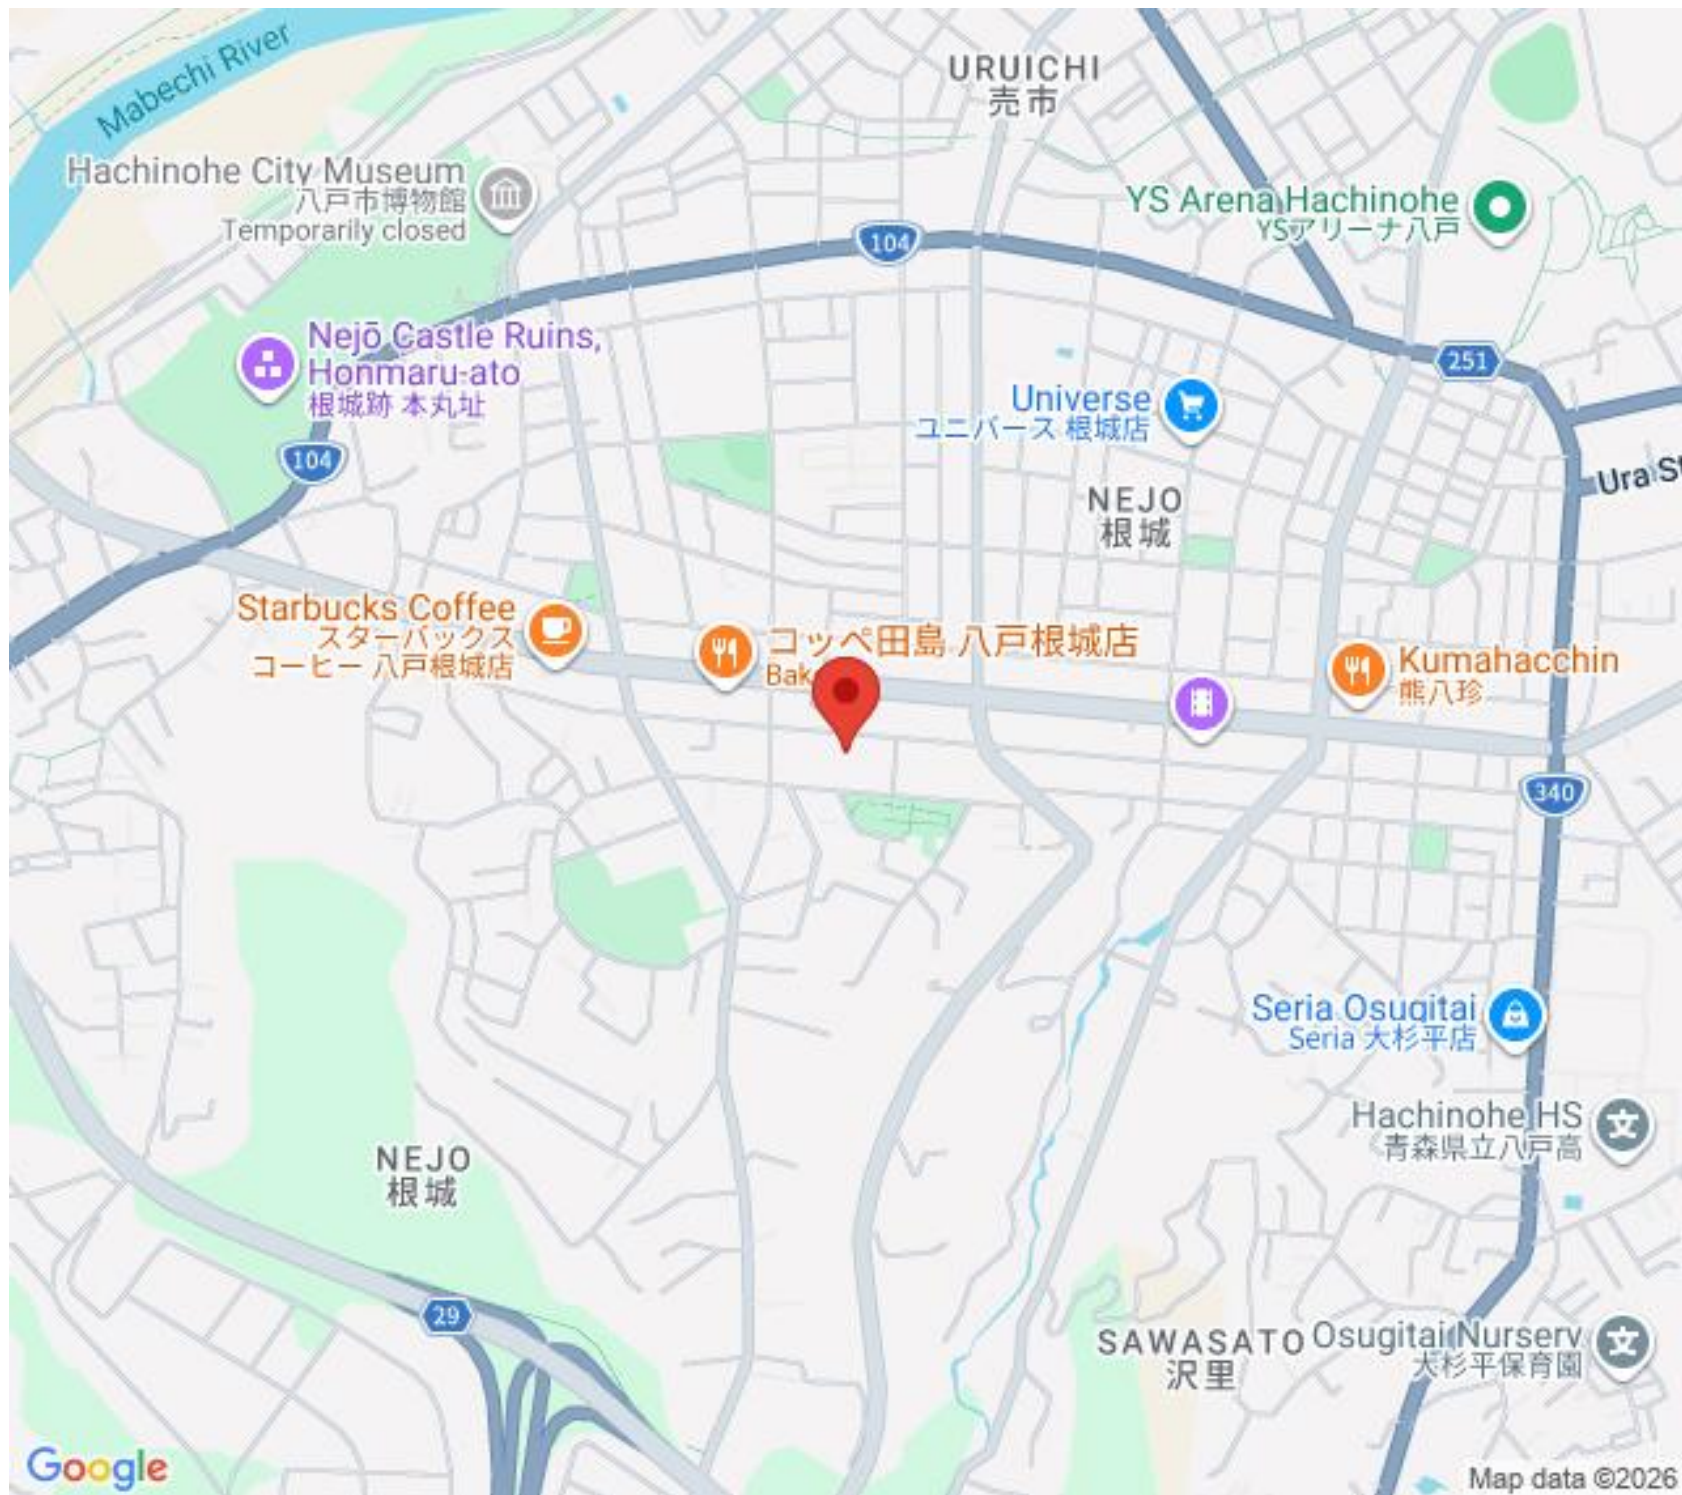 Mabechi River
URUICHI
売市
Hachinohe City Museum
八戸市博物館
Temporarily closed
YS Arena Hachinohe
YSアリーナ八戸
104
Nejō Castle Ruins,
Honmaru-ato
根城跡 本丸址
251
Universe
ユニバース 根城店
104
Ura St
NEJO
根城
Starbucks Coffee
スターバックス
コーヒー 八戸根城店
コッペ田島 八戸根城店
Bak
Kumahacchin
熊八珍
340
Seria Osugitai
Seria 大杉平店
Hachinohe HS
青森県立八戸高
NEJO
根城
29
SAWASATO
沢里
Osugitai Nursery
大杉平保育園
Google
Map data ©2026